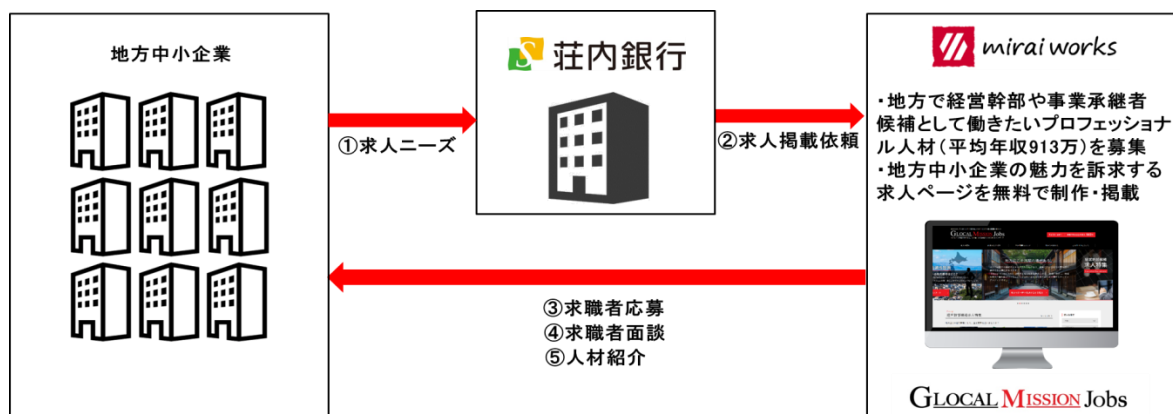 地方中小企業
①求人ニーズ
S 荘内銀行
②求人掲載依頼
mirai works
・地方で経営幹部や事業承継者
候補として働きたいプロフェッショナ
ル人材（平均年収913万）を募集
・地方中小企業の魅力を訴求する
求人ページを無料で制作・掲載
GLOCAL MISSION JOBS
③求職者応募
④求職者面談
⑤人材紹介
GLOCAL MISSION JOBS